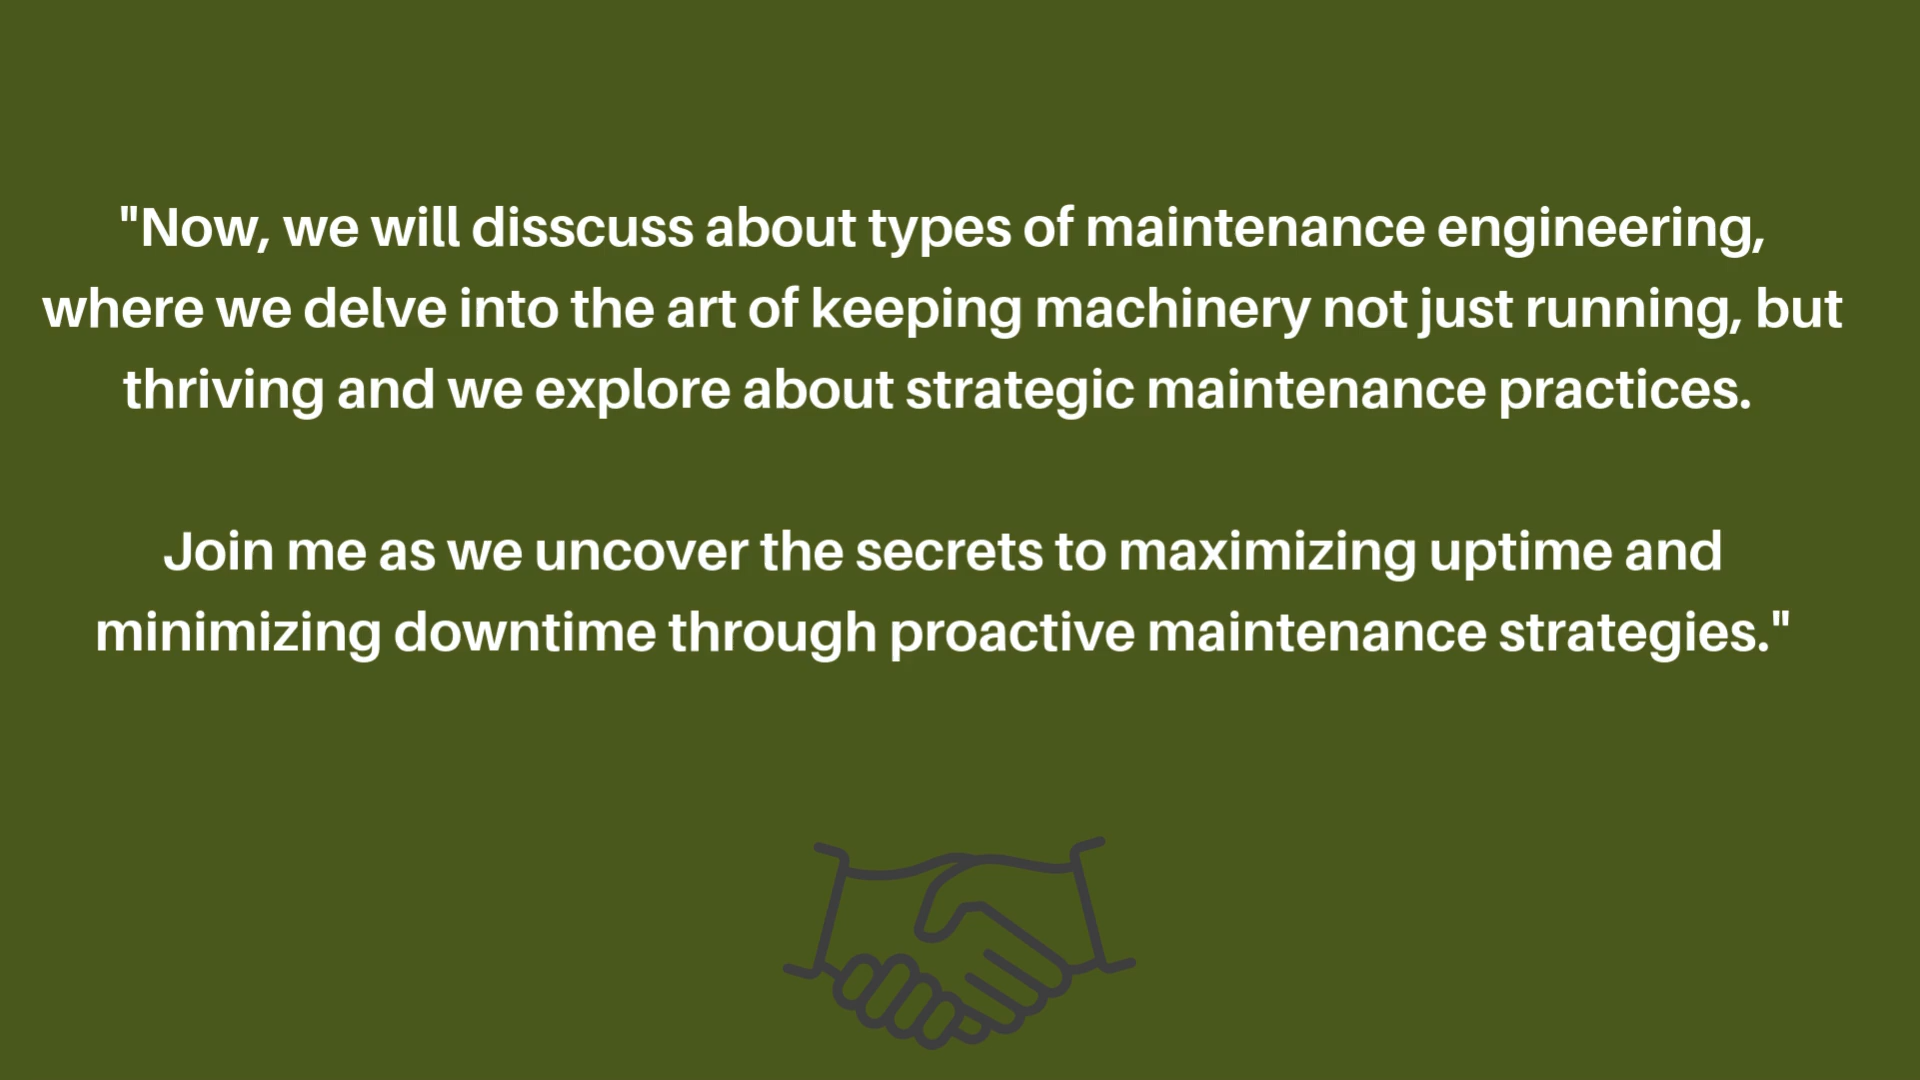 "Now, we will disscuss about types of maintenance engineering,
where we delve into the art of keeping machinery not just running, but
thriving and we explore about strategic maintenance practices.
Join me as we uncover the secrets to maximizing uptime and
minimizing downtime through proactive maintenance strategies."